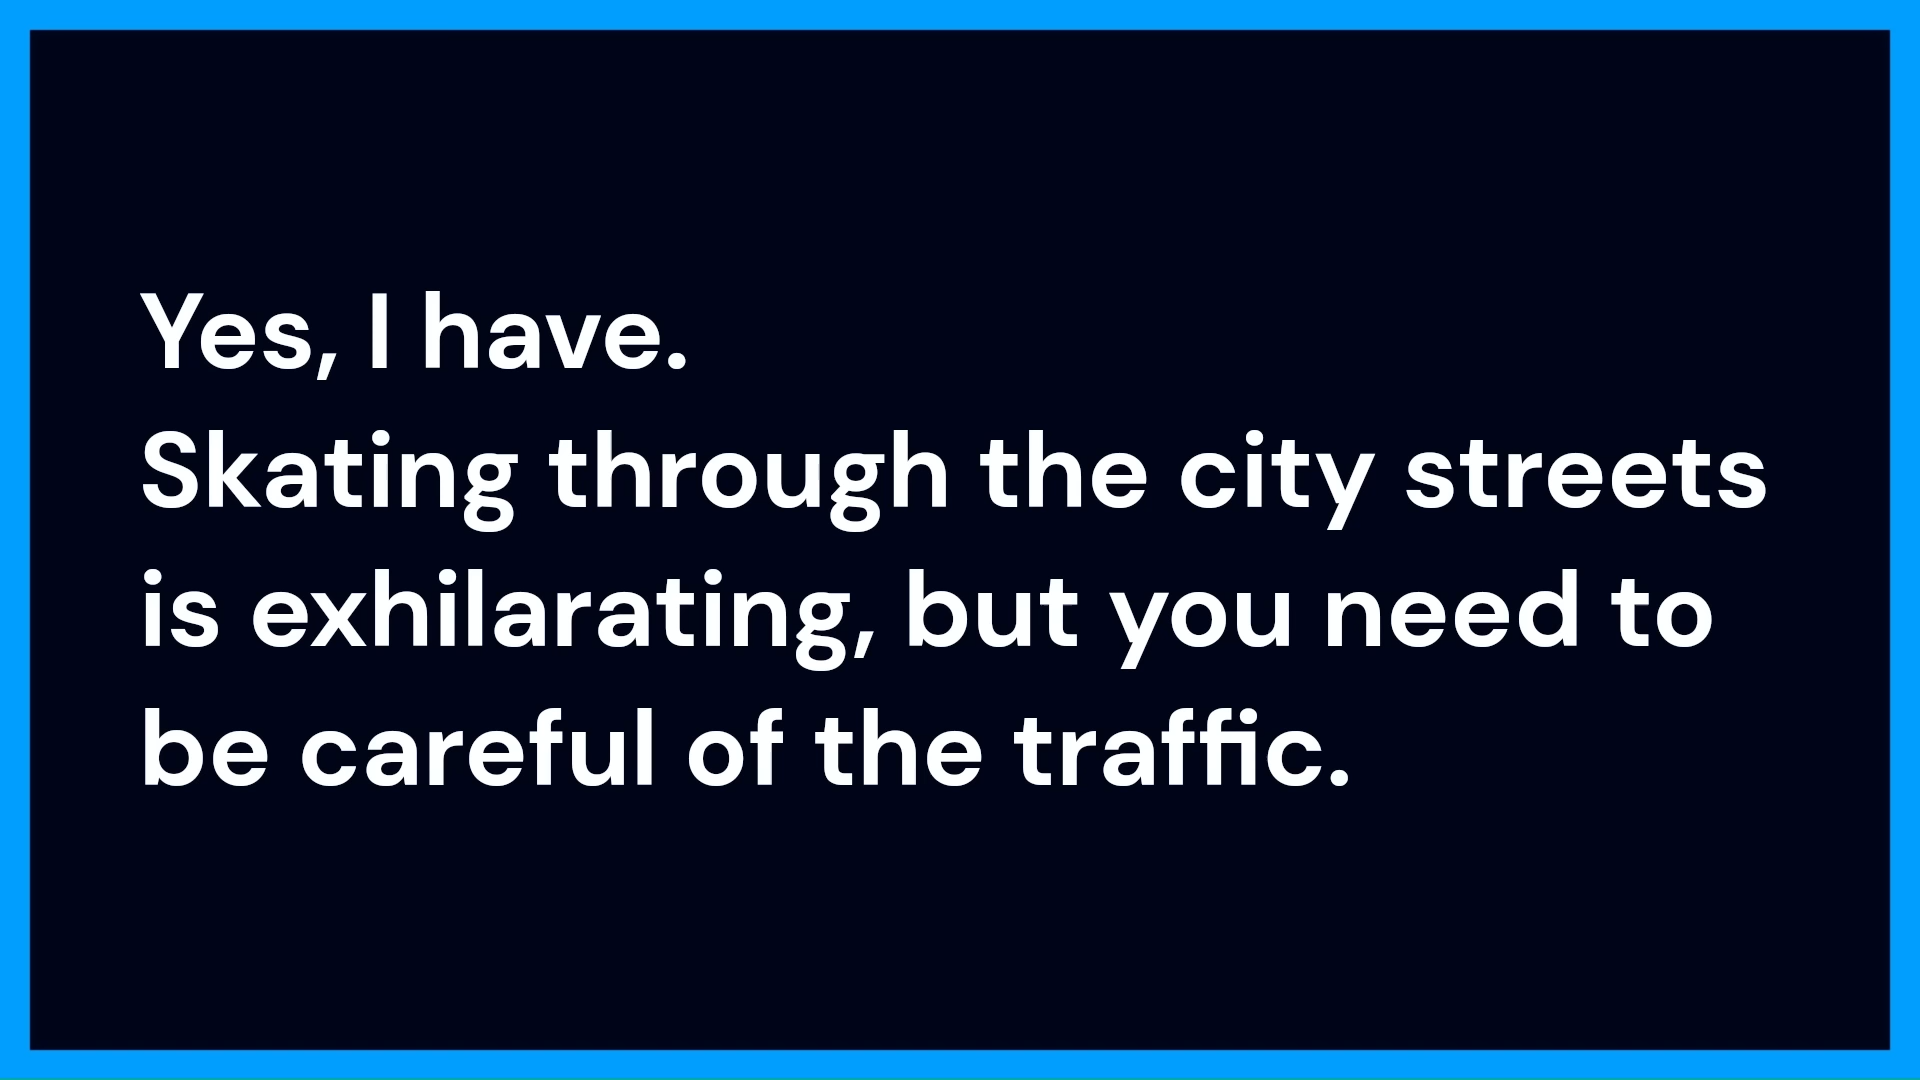 Yes, I have.
Skating through the city streets
is exhilarating, but you need to
be careful of the traffic.